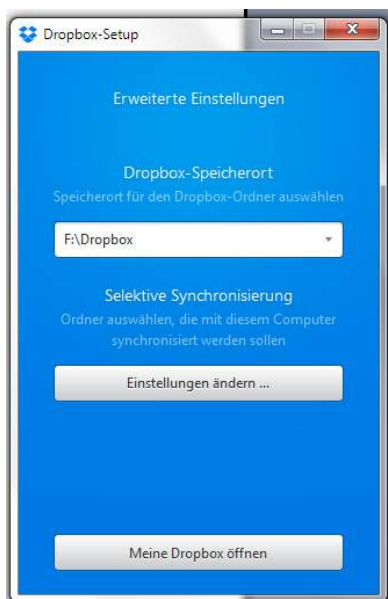 Dropbox-Setup
Erweiterte Einstellungen
Dropbox-Speicherort
Speicherort für den Dropbox-Ordner auswählen
F:\Dropbox
Selektive Synchronisierung
Ordner auswählen, die mit diesem Computer
synchronisiert werden sollen
Einstellungen ändern ...
Meine Dropbox öffnen